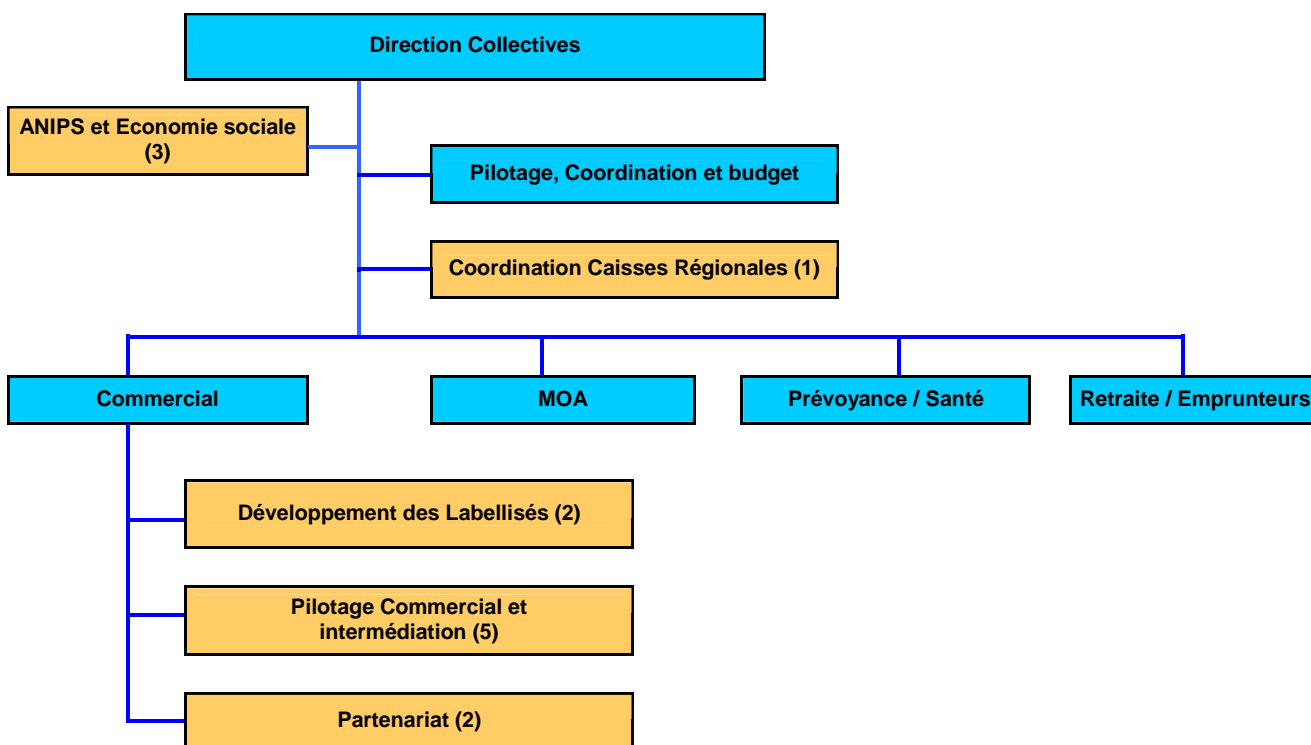 Direction Collectives
ANIPS et Economie sociale
(3)
Pilotage, Coordination et budget
Coordination Caisses Régionales (1)
Commercial
MOA
Prévoyance / Santé
Retraite / Emprunteurs
Développement des Labellisés (2)
Pilotage Commercial et
intermédiation (5)
Partenariat (2)